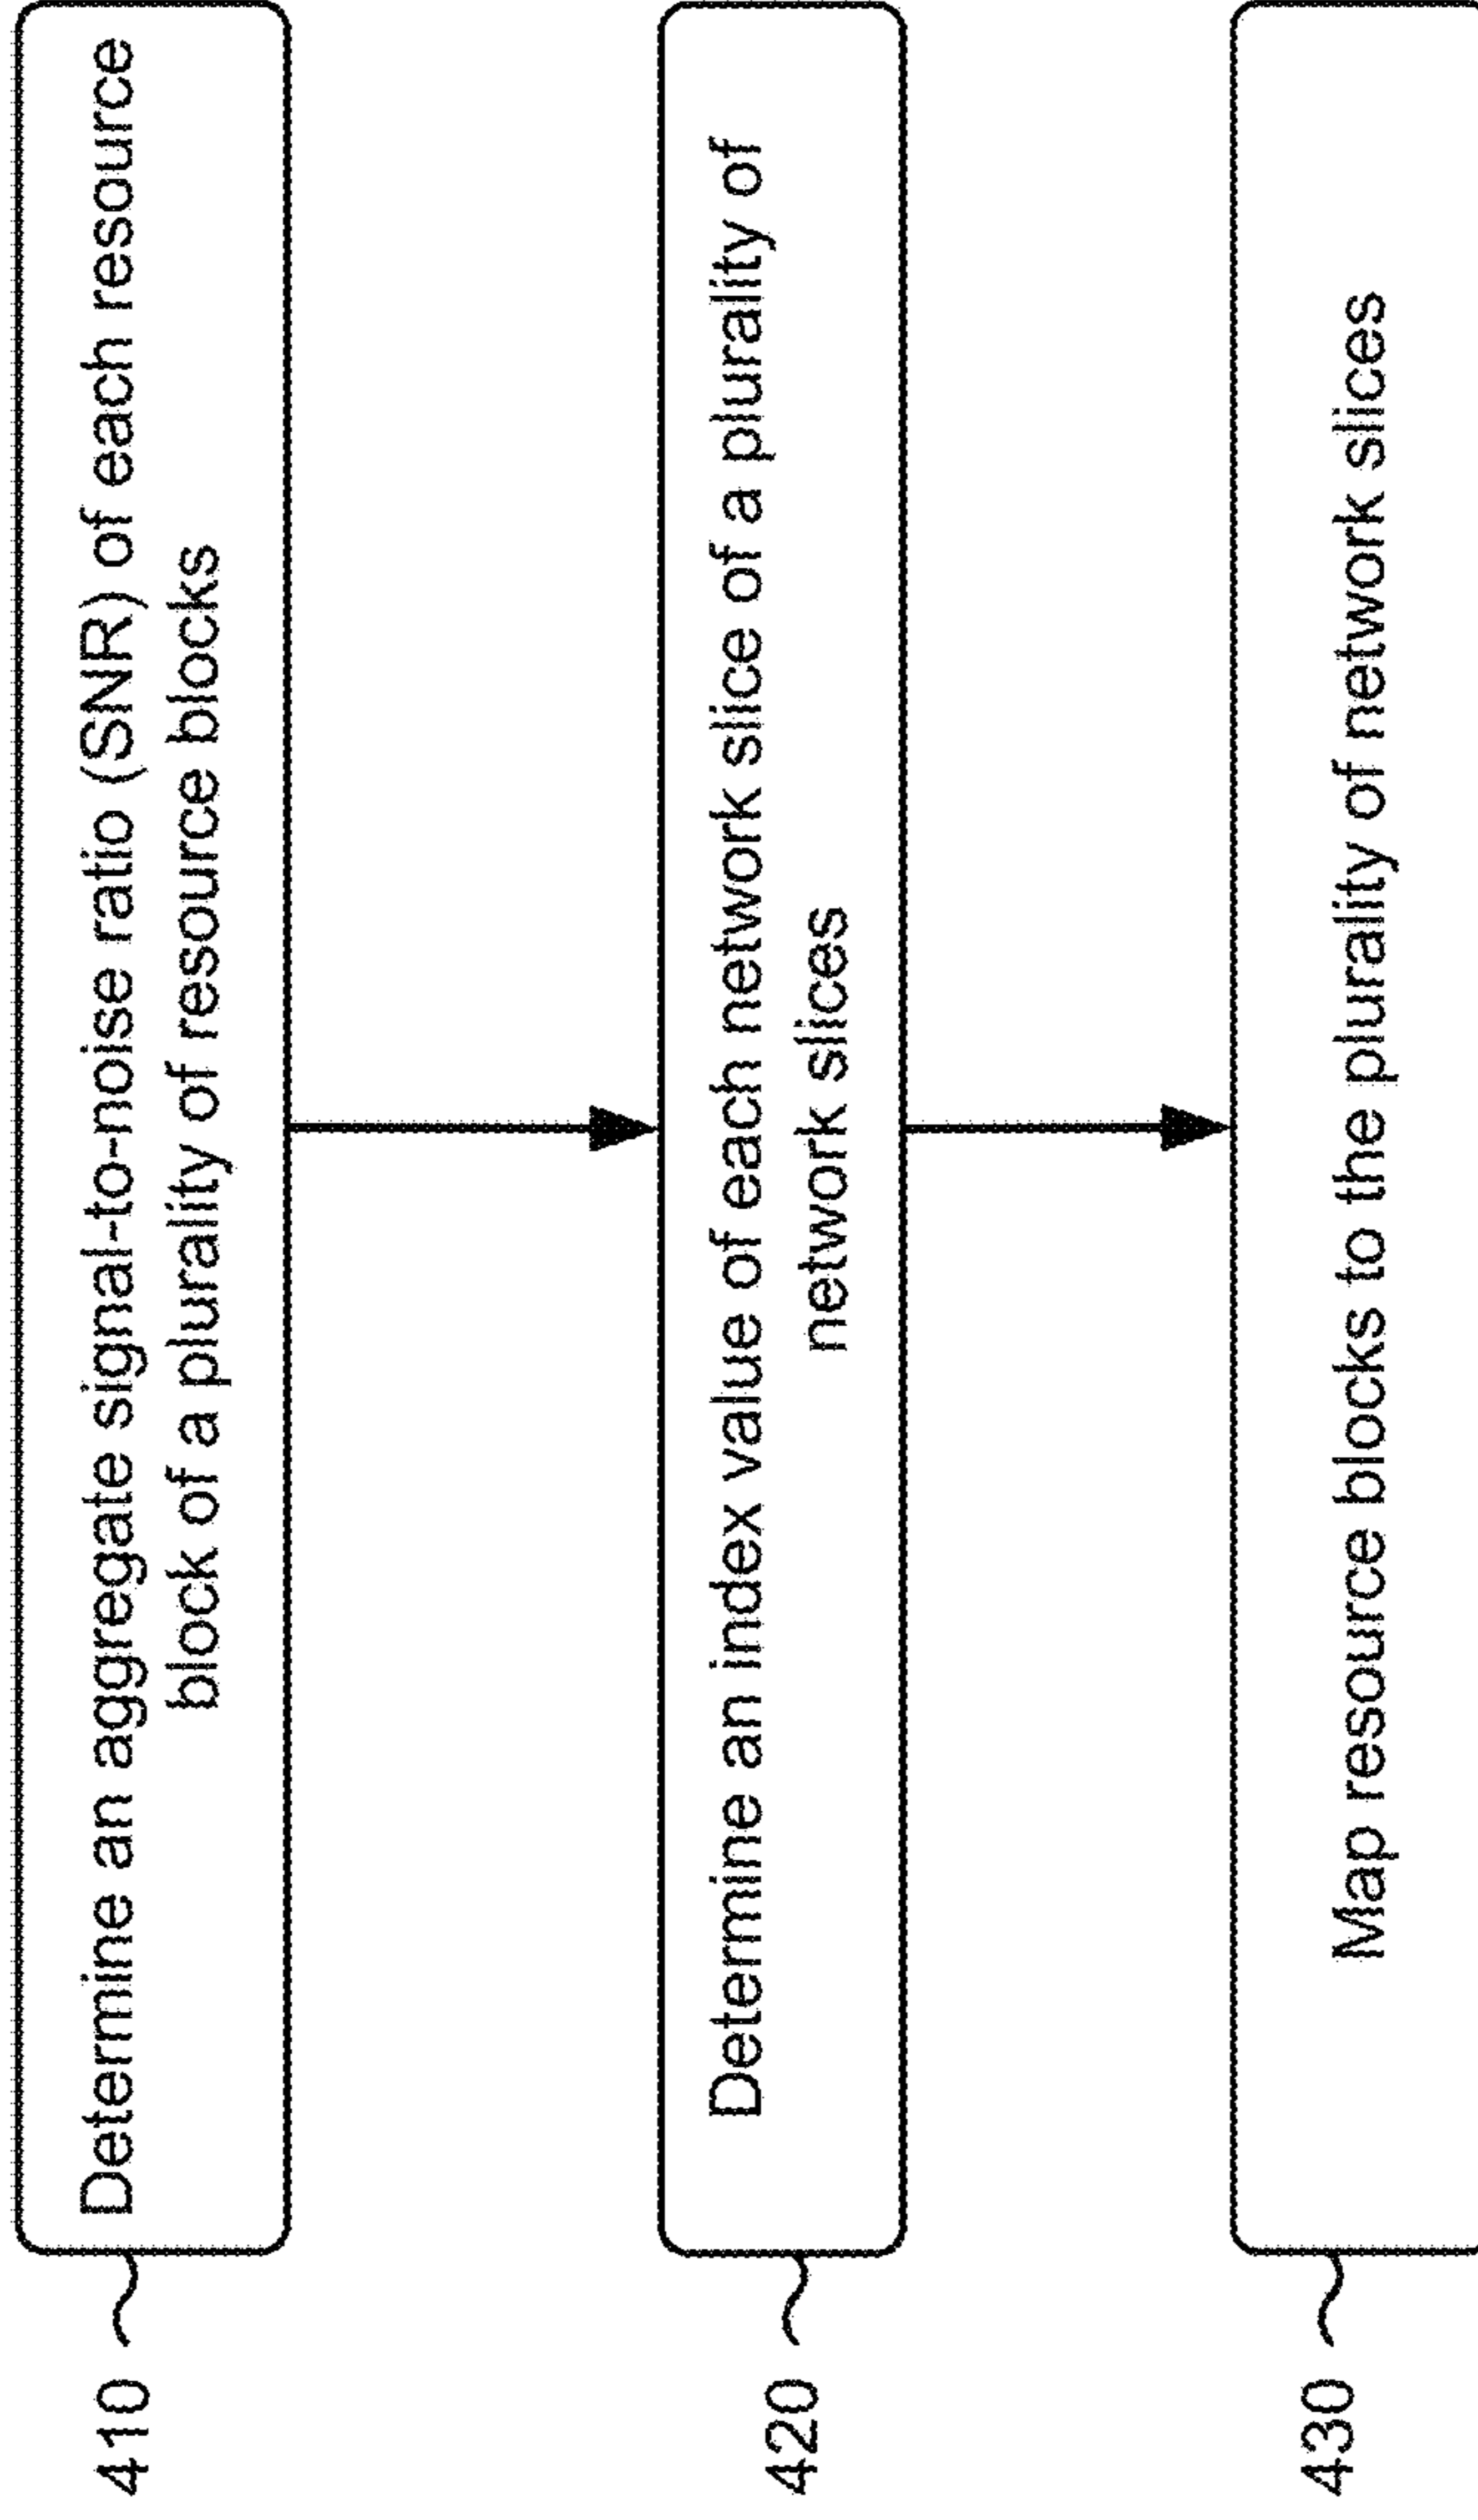 410
Determine an aggregate signal-to-noise ratio (SNR) of each resource
block of a plurality of resource blocks
420
Determine an index value of each network slice of a plurality of
network slices
430
Map resource blocks to the plurality of network slices